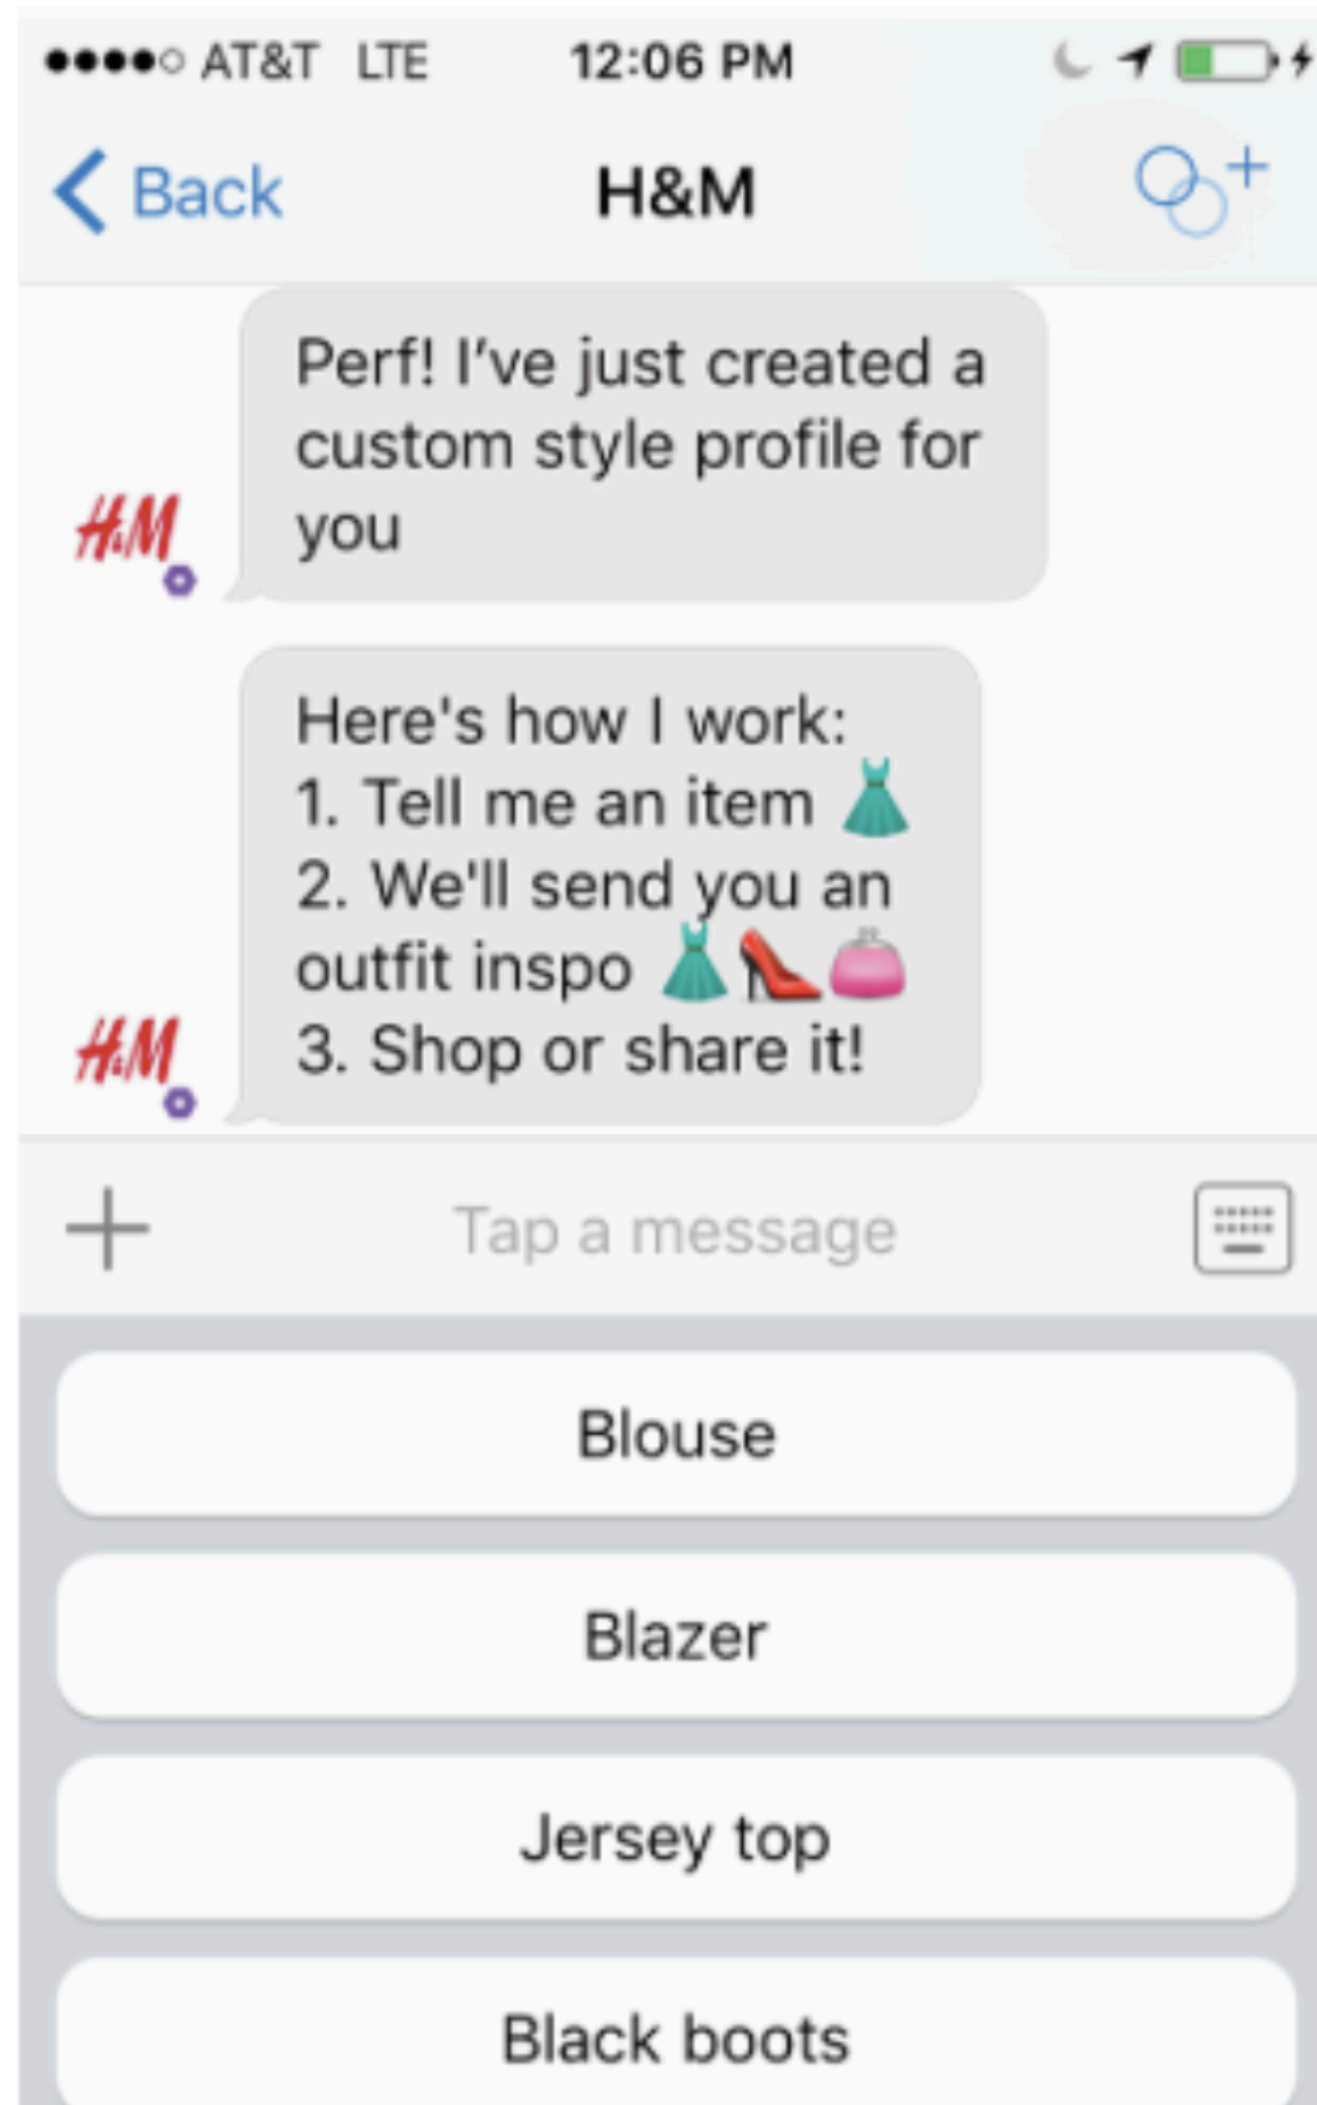 AT&T LTE 12:06 PM
Back H&M
Perf! I’ve just created a
custom style profile for
you
H&M
Here's how I work:
1. Tell me an item 👗
2. We'll send you an
outfit inspo 👗👠👛
3. Shop or share it!
H&M
Tap a message
Blouse
Blazer
Jersey top
Black boots